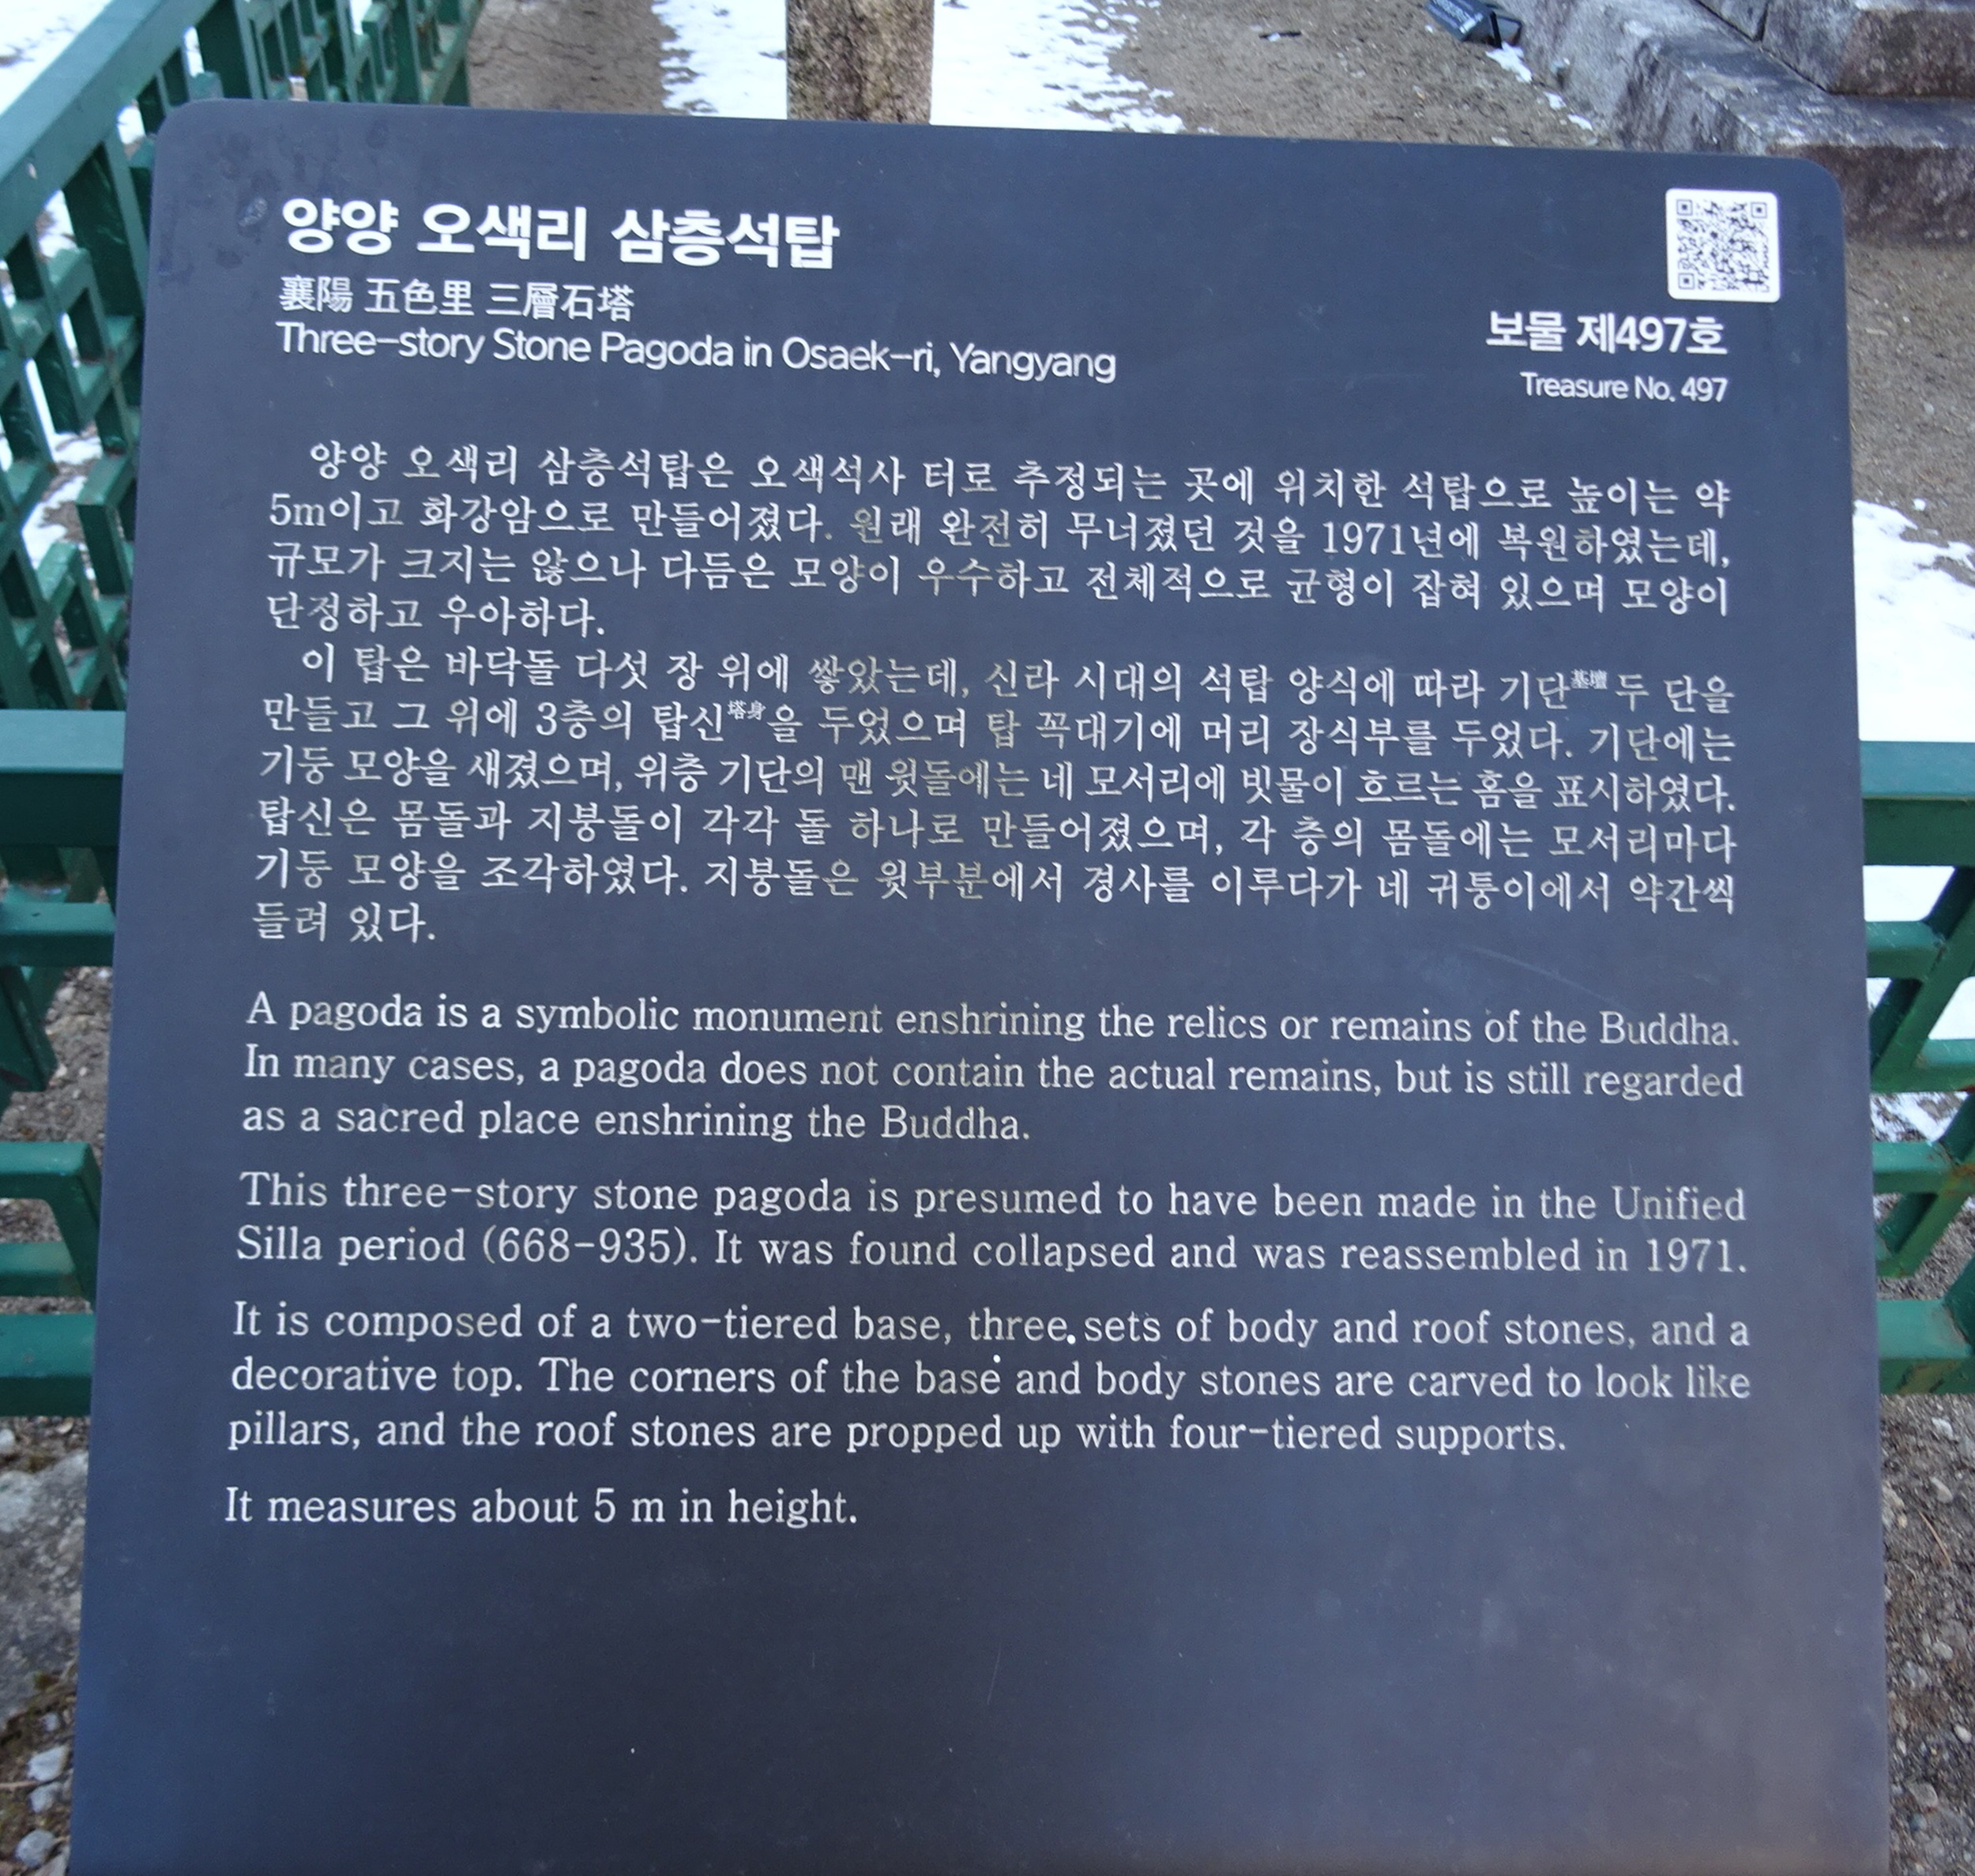 양양 오색리 삼층석탑
襄陽 五色里 三層石塔
Three-story Stone Pagoda in Osaek-ri, Yangyang
보물 제497호
Treasure No. 497
양양 오색리 삼층석탑은 오색석사 터로 추정되는 곳에 위치한 석탑으로 높이는 약
5m이고 화강암으로 만들어졌다. 원래 완전히 무너졌던 것을 1971년에 복원하였는데,
규모가 크지는 않으나 다듬은 모양이 우수하고 전체적으로 균형이 잡혀 있으며 모양이
단정하고 우아하다.
이 탑은 바닥돌 다섯 장 위에 쌓았는데, 신라 시대의 석탑 양식에 따라 기단基壇 두 단을
만들고 그 위에 3층의 탑신塔身을 두었으며 탑 꼭대기에 머리 장식부를 두었다. 기단에는
기둥 모양을 새겼으며, 위층 기단의 맨 윗돌에는 네 모서리에 빗물이 흐르는 홈을 표시하였다.
탑신은 몸돌과 지붕돌이 각각 돌 하나로 만들어졌으며, 각 층의 몸돌에는 모서리마다
기둥 모양을 조각하였다. 지붕돌은 윗부분에서 경사를 이루다가 네 귀퉁이에서 약간씩
들려 있다.
A pagoda is a symbolic monument enshrining the relics or remains of the Buddha.
In many cases, a pagoda does not contain the actual remains, but is still regarded
as a sacred place enshrining the Buddha.
This three-story stone pagoda is presumed to have been made in the Unified
Silla period (668-935). It was found collapsed and was reassembled in 1971.
It is composed of a two-tiered base, three sets of body and roof stones, and a
decorative top. The corners of the base and body stones are carved to look like
pillars, and the roof stones are propped up with four-tiered supports.
It measures about 5 m in height.